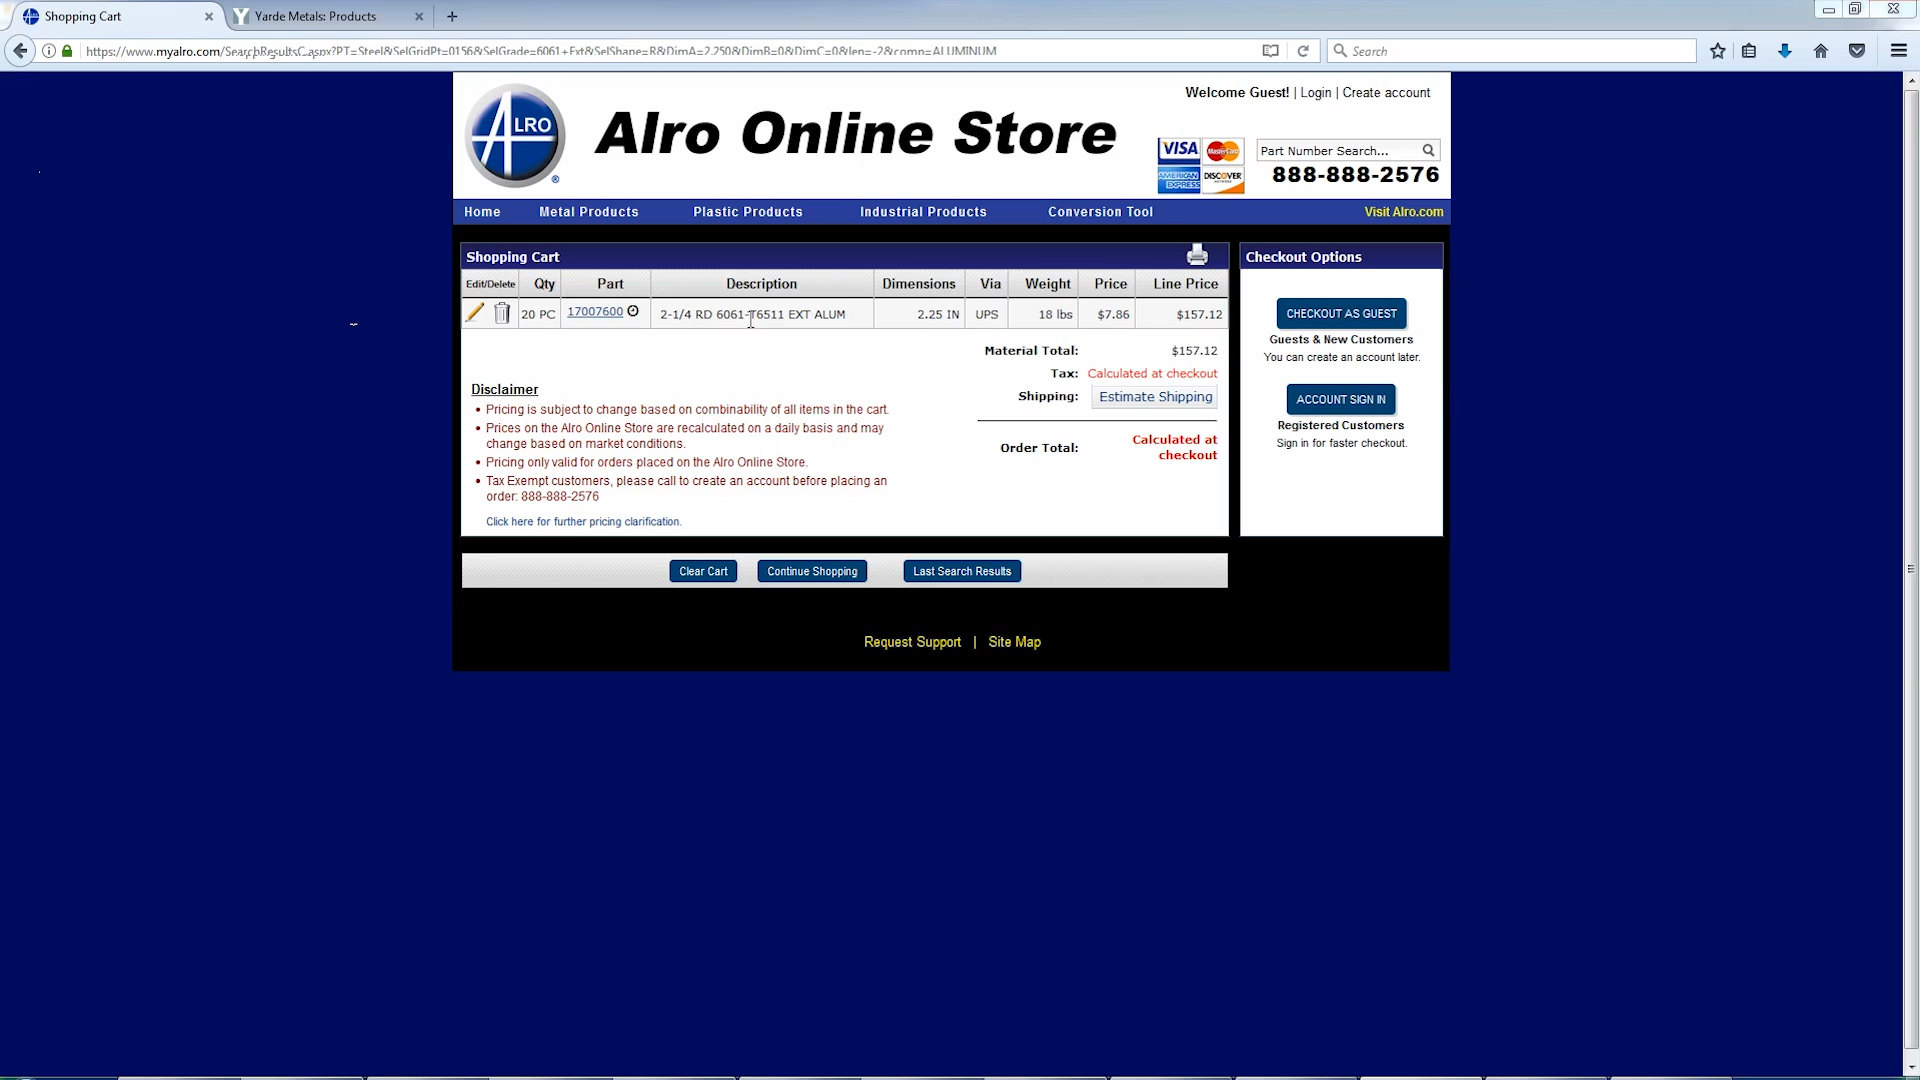 Shopping Cart
Yarde Metals: Products
https://www.myalro.com/SearchResultsC.aspx?PT=Steel&SelGridPt=0156&SelGrade=6061+Ext&SelShape=R&DimA=2.250&DimB=0&DimC=0&len=-2&comp=ALUMINUM
Search
Welcome Guest! | Login | Create account
ALRO
®
Alro Online Store
VISA MasterCard
AMERICAN EXPRESS DISCOVER
Part Number Search...
888-888-2576
Home Metal Products Plastic Products Industrial Products Conversion Tool Visit Alro.com
Shopping Cart
Edit/Delete Qty Part Description Dimensions Via Weight Price Line Price
20 PC 17007600 2-1/4 RD 6061-T6511 EXT ALUM 2.25 IN UPS 18 lbs $7.86 $157.12
Material Total: $157.12
Tax: Calculated at checkout
Shipping: Estimate Shipping
Order Total: Calculated at
checkout
Disclaimer
• Pricing is subject to change based on combinability of all items in the cart.
• Prices on the Alro Online Store are recalculated on a daily basis and may
change based on market conditions.
• Pricing only valid for orders placed on the Alro Online Store.
• Tax Exempt customers, please call to create an account before placing an
order: 888-888-2576
Click here for further pricing clarification.
Checkout Options
CHECKOUT AS GUEST
Guests & New Customers
You can create an account later.
ACCOUNT SIGN IN
Registered Customers
Sign in for faster checkout.
Clear Cart Continue Shopping Last Search Results
Request Support | Site Map